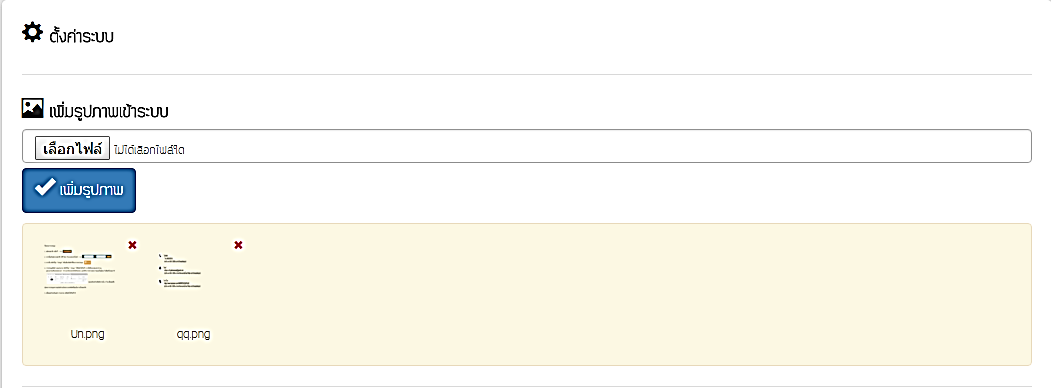 ตั้งค่าระบบ
เพิ่มรูปภาพเข้าระบบ
เลือกไฟล์ ไม่ได้เลือกไฟล์ใด
เพิ่มรูปภาพ
Un.png qq.png